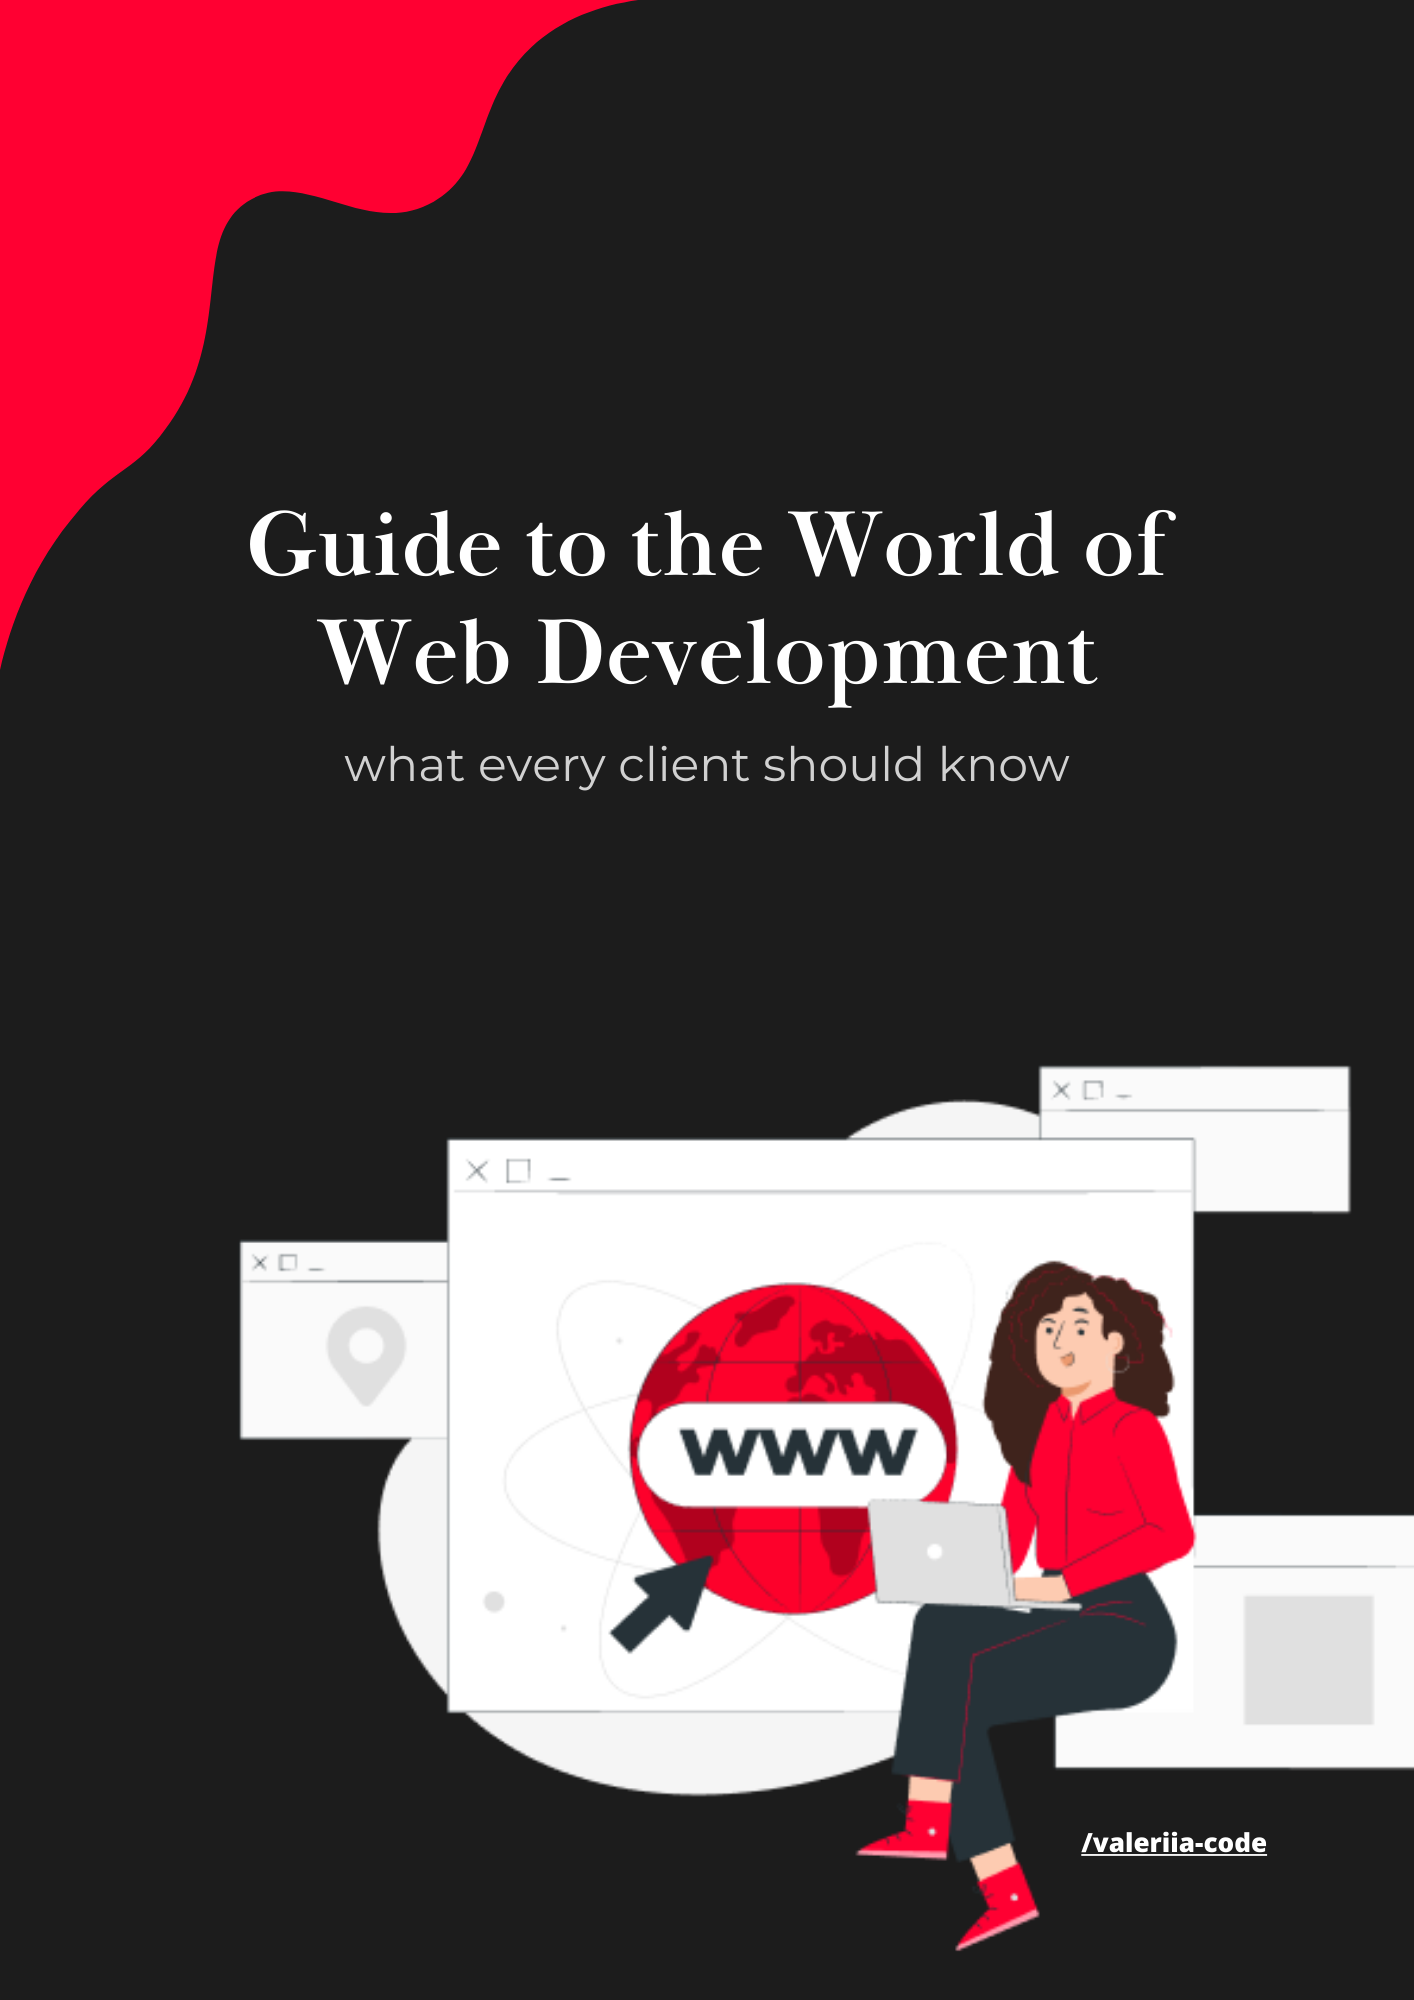 Guide to the World of
Web Development
what every client should know
www
/valeriia-code